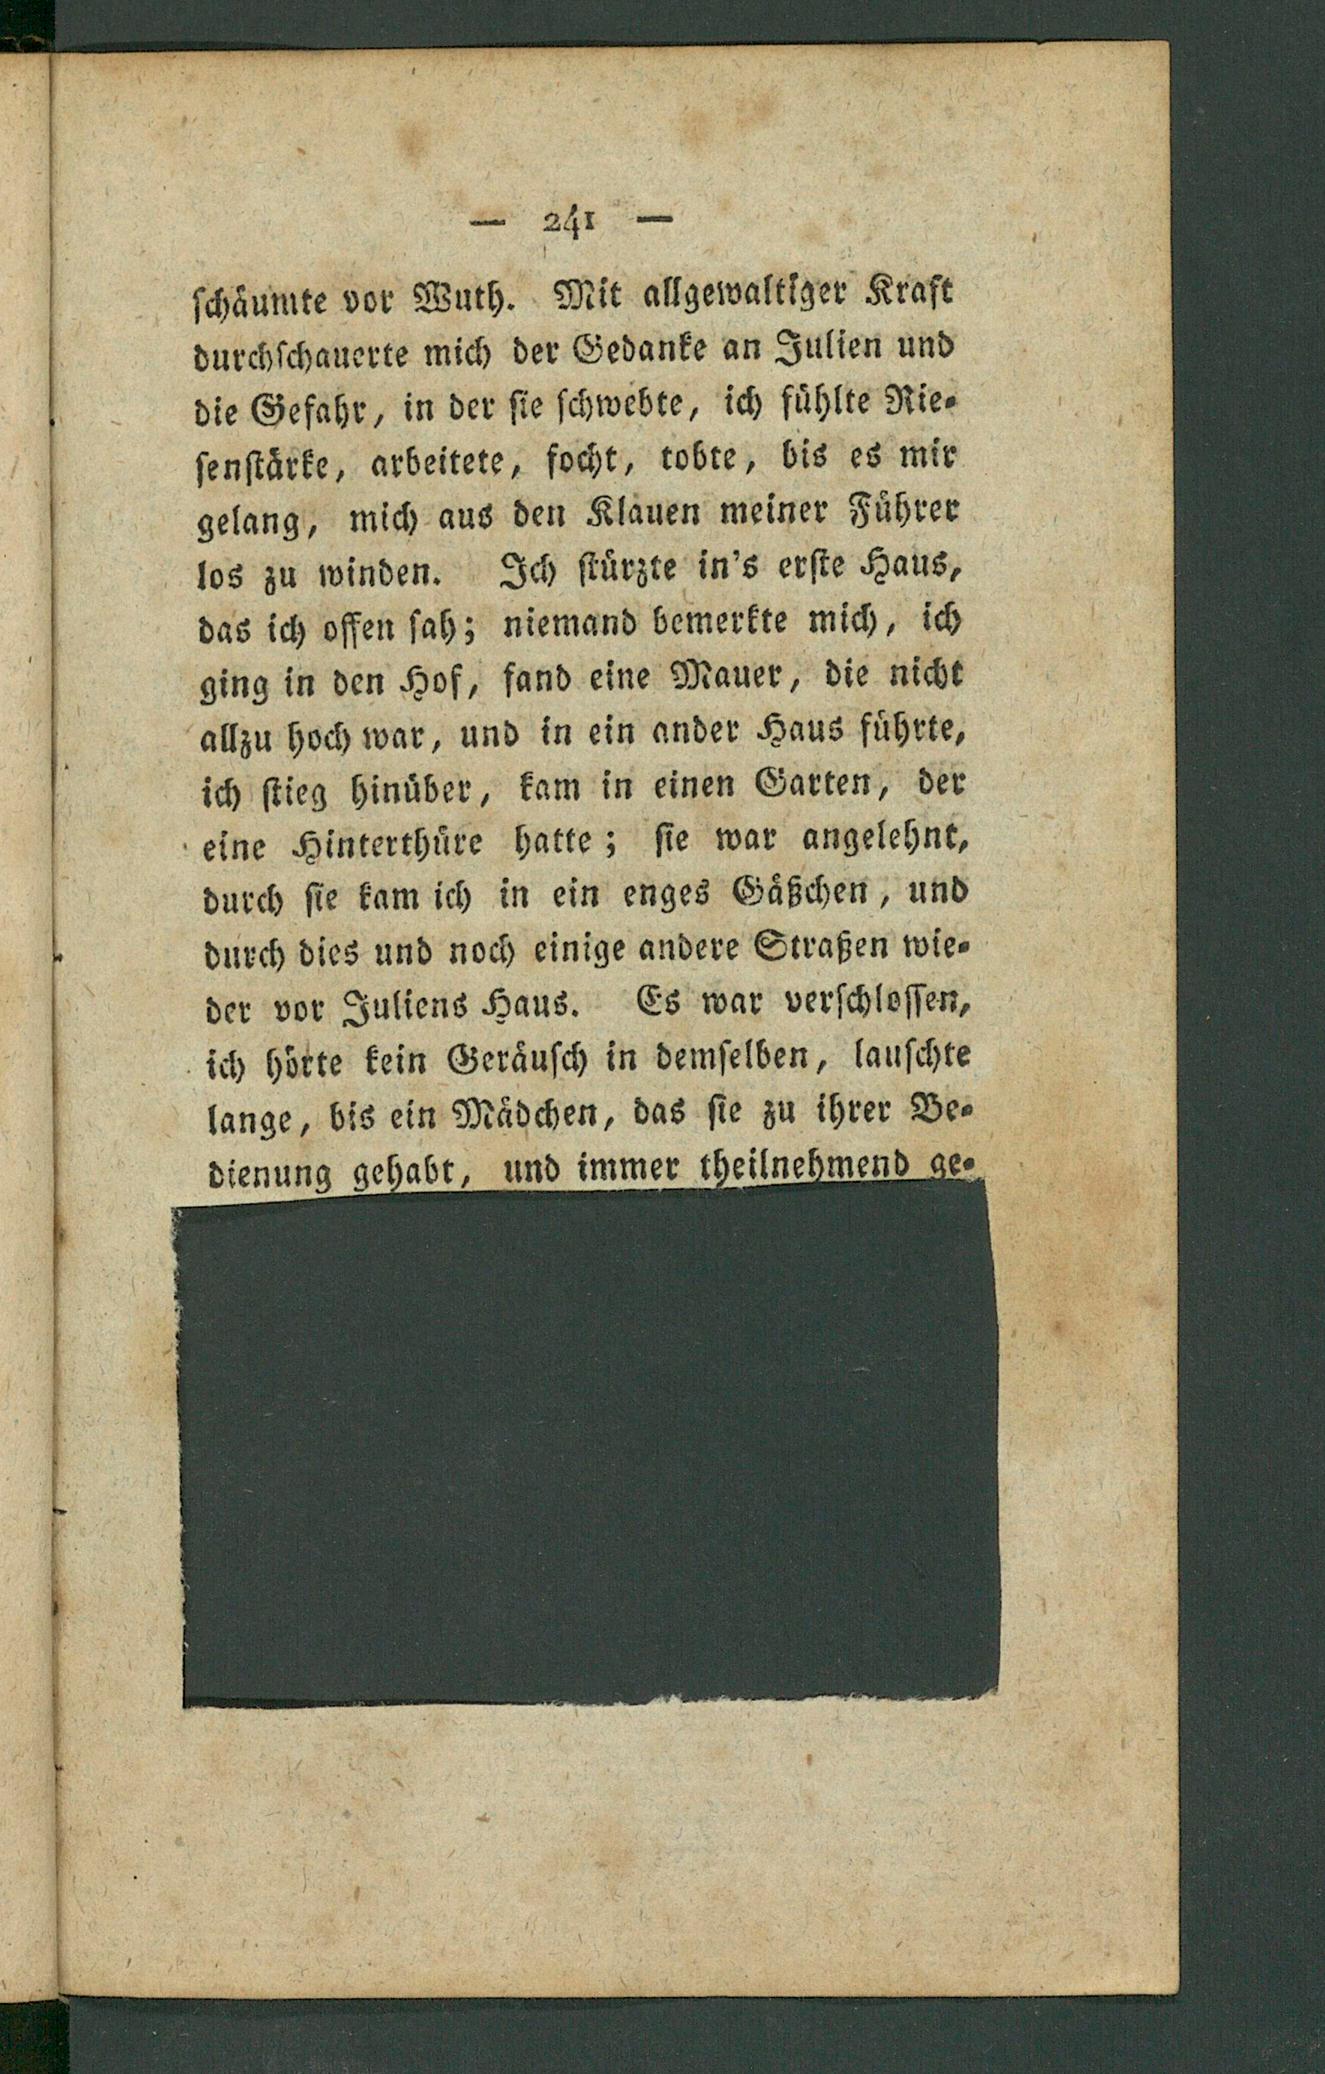 — 241 —
schäumte vor Wuth. Mit allgewaltiger Kraft
durchschauerte mich der Gedanke an Julien und
die Gefahr, in der sie schwebte, ich fühlte Rie-
senstärke, arbeitete, focht, tobte, bis es mir
gelang, mich aus den Klauen meiner Führer
los zu winden. Ich stürzte in's erste Haus,
das ich offen sah; niemand bemerkte mich, ich
ging in den Hof, fand eine Mauer, die nicht
allzu hoch war, und in ein ander Haus führte,
ich stieg hinüber, kam in einen Garten, der
eine Hinterthüre hatte; sie war angelehnt,
durch sie kam ich in ein enges Gäßchen, und
durch dies und noch einige andere Straßen wie-
der vor Juliens Haus. Es war verschlossen,
ich hörte kein Geräusch in demselben, lauschte
lange, bis ein Mädchen, das sie zu ihrer Be-
dienung gehabt, und immer theilnehmend ge-